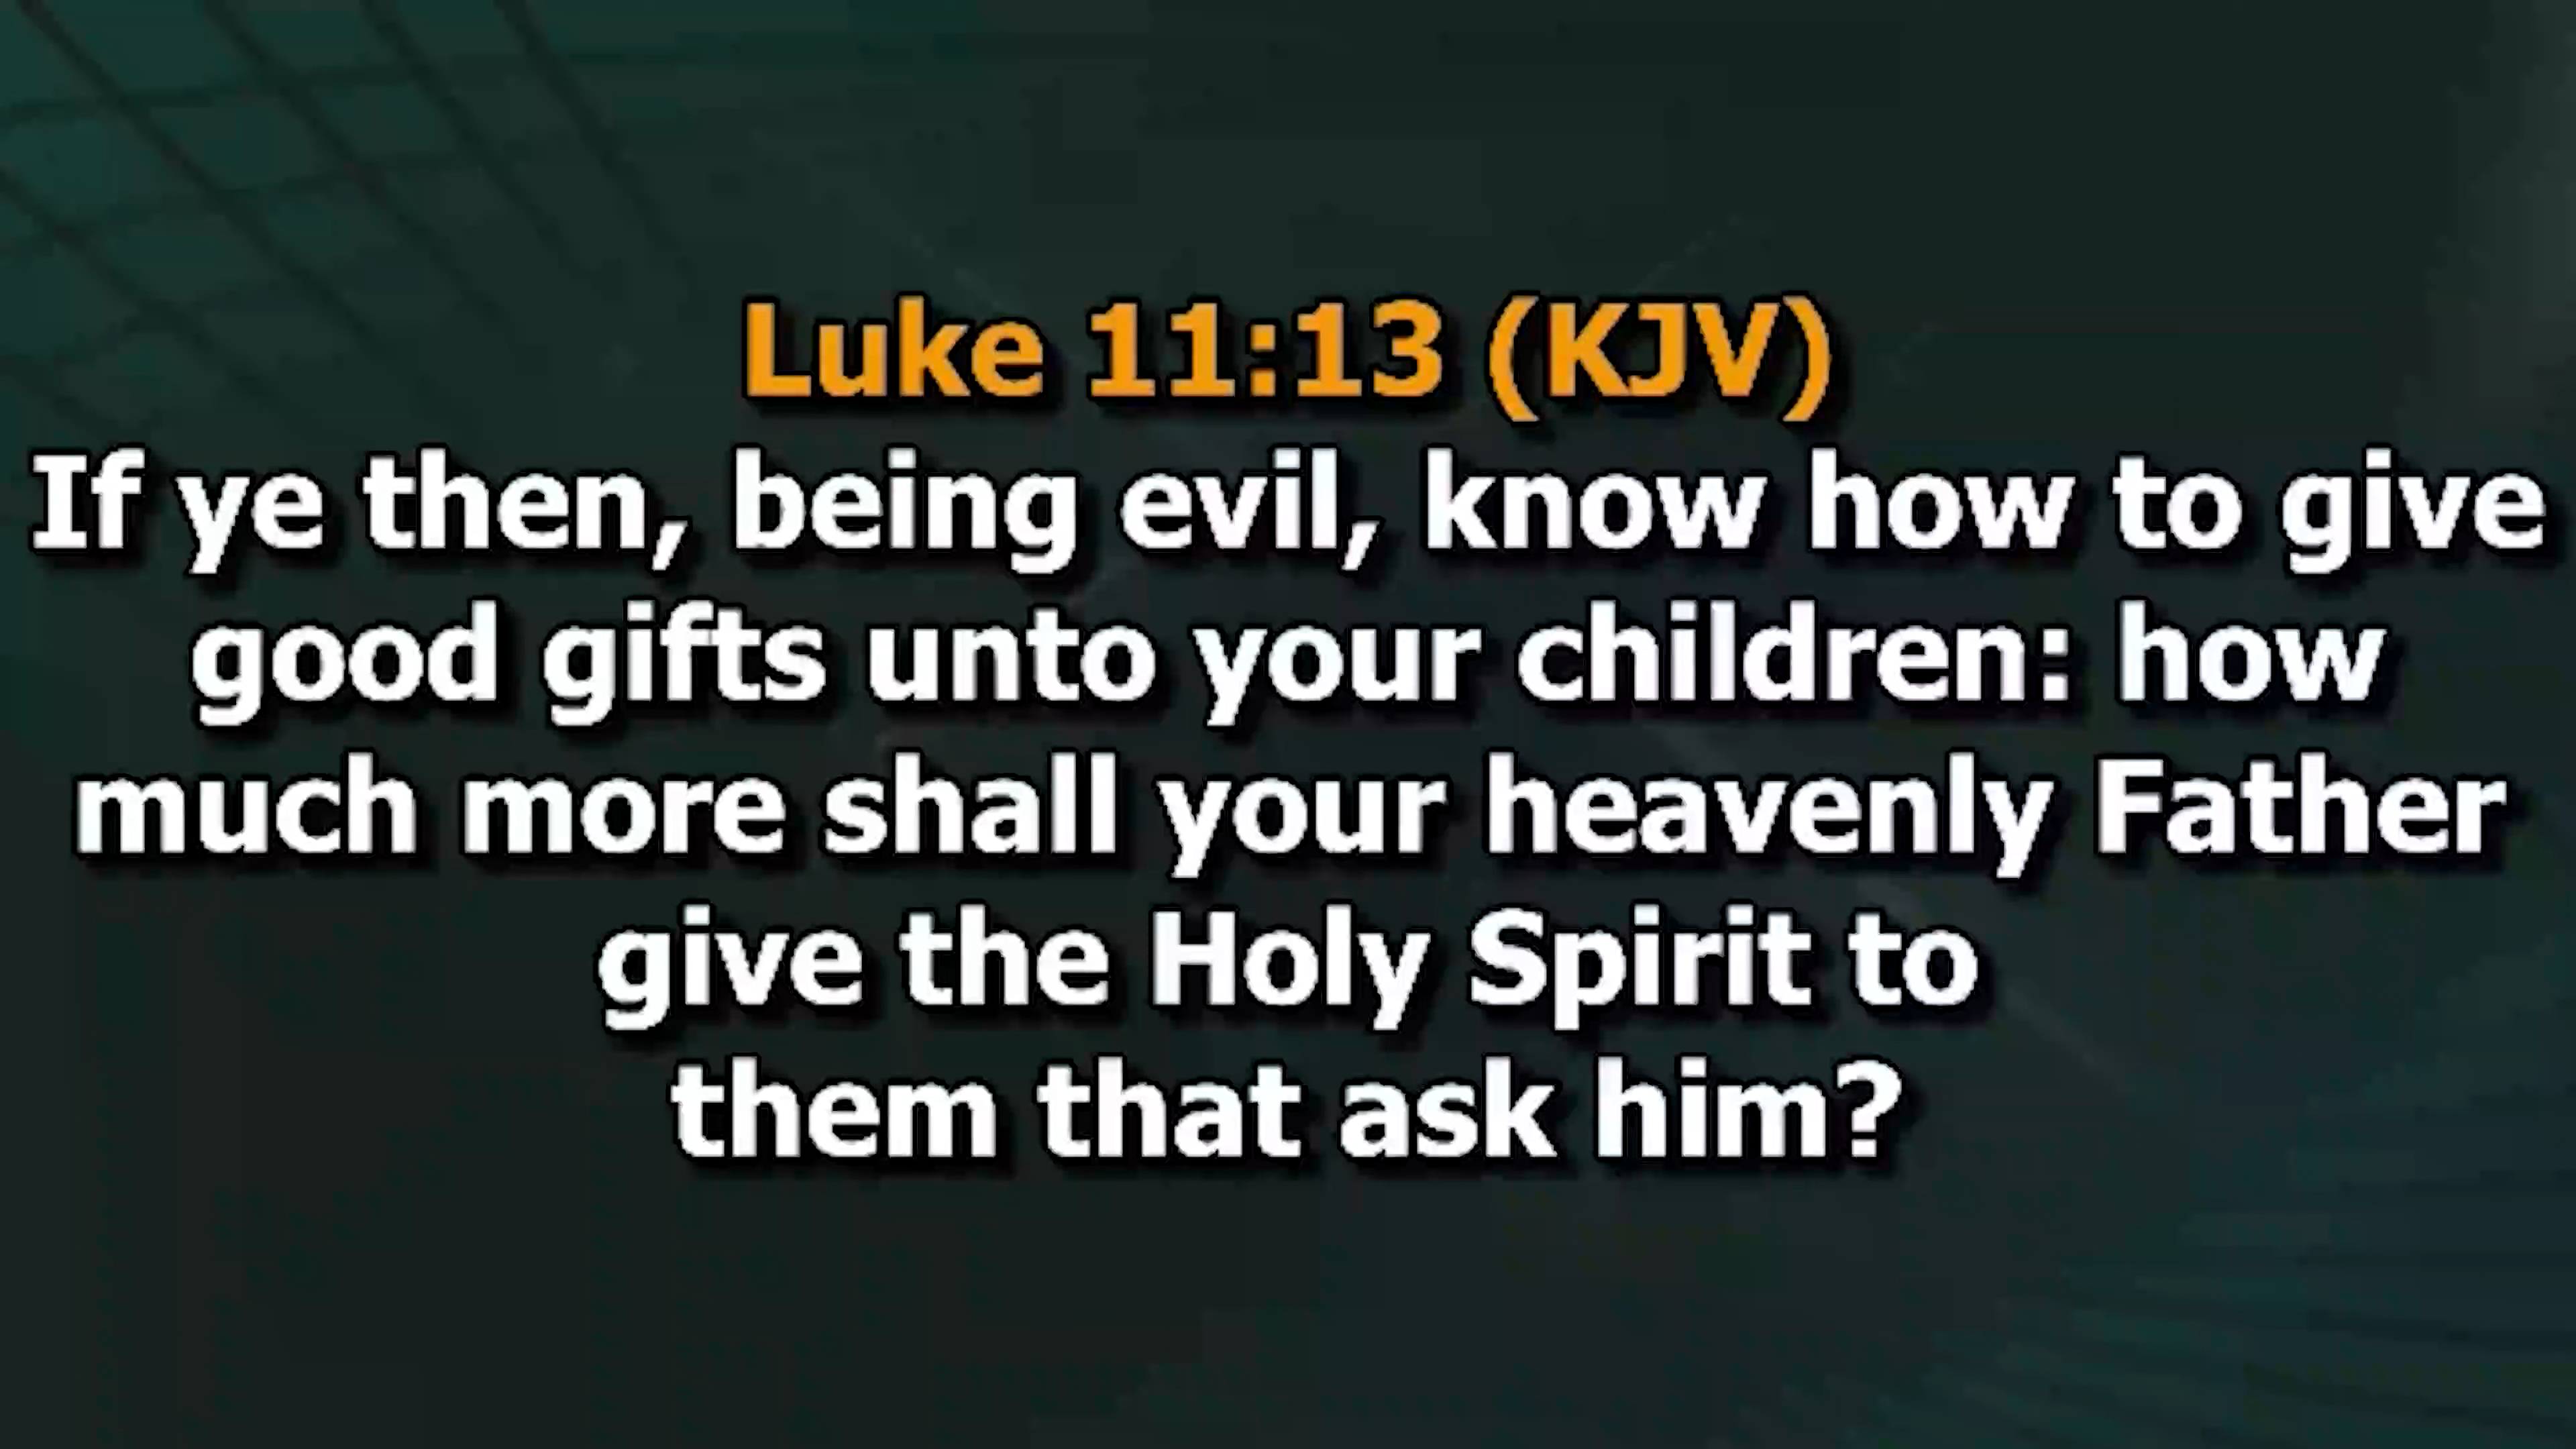 Luke 11:13 (KJV)
If ye then, being evil, know how to give
good gifts unto your children: how
much more shall your heavenly Father
give the Holy Spirit to
them that ask him?